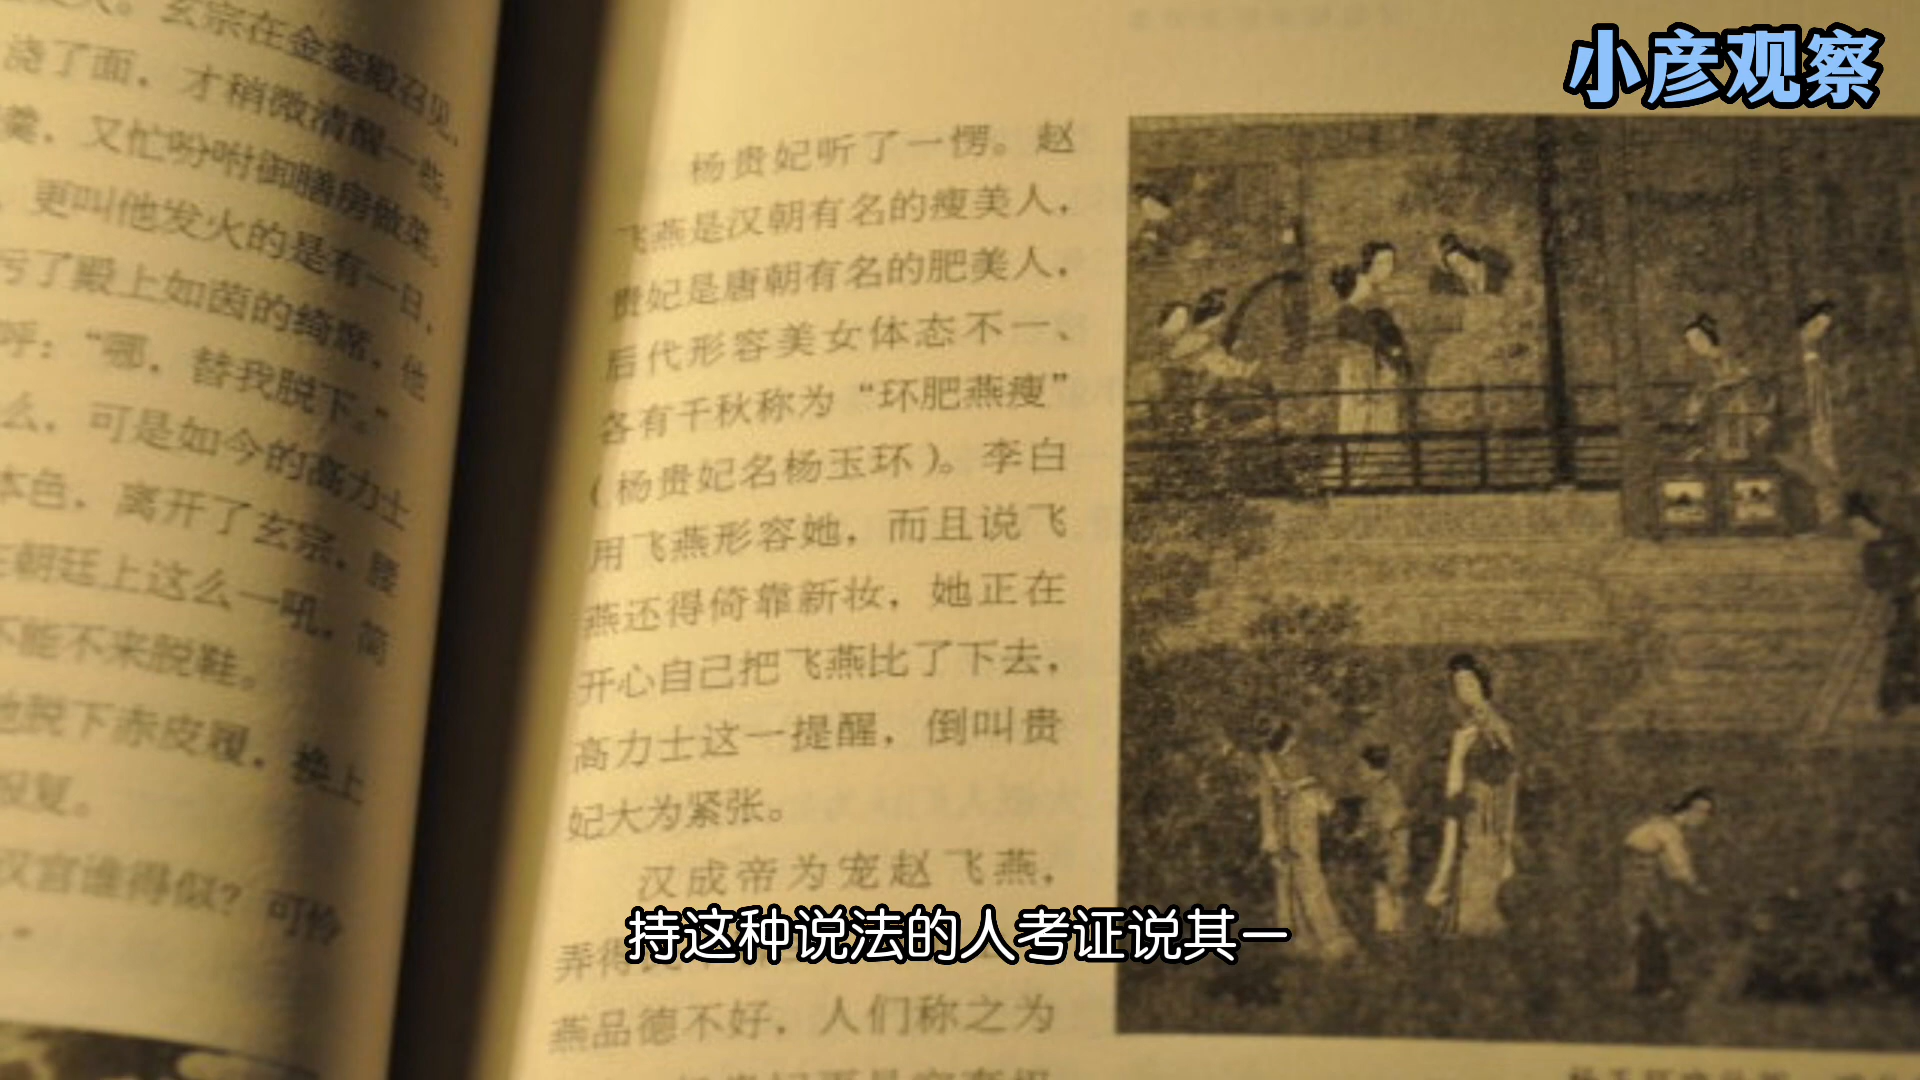 小彦观察
玄宗在金銮殿召见,
浇了面,才稍微清醒一些。
羹,又忙吩咐御膳房做菜。
更叫他发火的是有一日,
污了殿上如茵的绮席,他
呼:“哪,替我脱下。”
么,可是如今的高力士
本色,离开了玄宗,腰
在朝廷上这么一吼,简
不能不来脱鞋。
他脱下赤皮履,换上
报复。
汉宫谁得似?可怜
杨贵妃听了一愣。赵
飞燕是汉朝有名的瘦美人,
贵妃是唐朝有名的肥美人,
后代形容美女体态不一、
各有千秋称为“环肥燕瘦”
(杨贵妃名杨玉环)。李白
用飞燕形容她,而且说飞
燕还得倚靠新妆,她正在
开心自己把飞燕比了下去,
高力士这一提醒,倒叫贵
妃大为紧张。
汉成帝为宠赵飞燕,
弄得
燕品德不好,人们称之为
持这种说法的人考证说其一